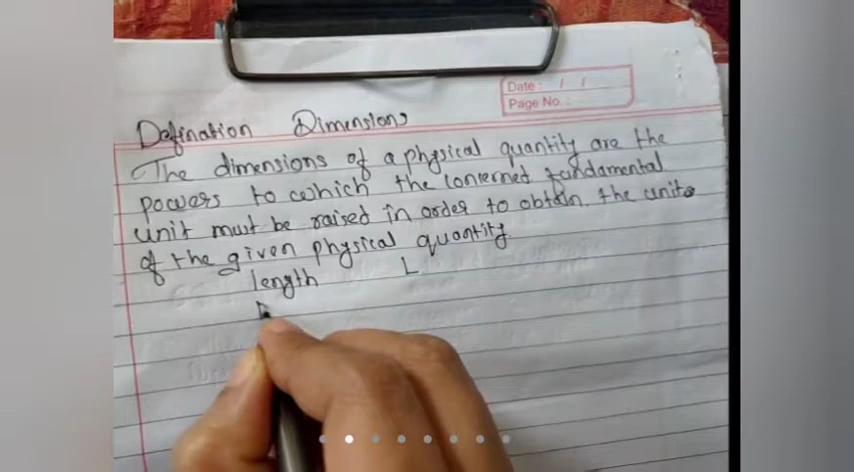 Date : / /
Page No. :
Defination Dimensions
The dimensions of a physical quantity are the
powers to which the concerned fundamental
unit must be raised in order to obtain the units
of the given physical quantity.
length L